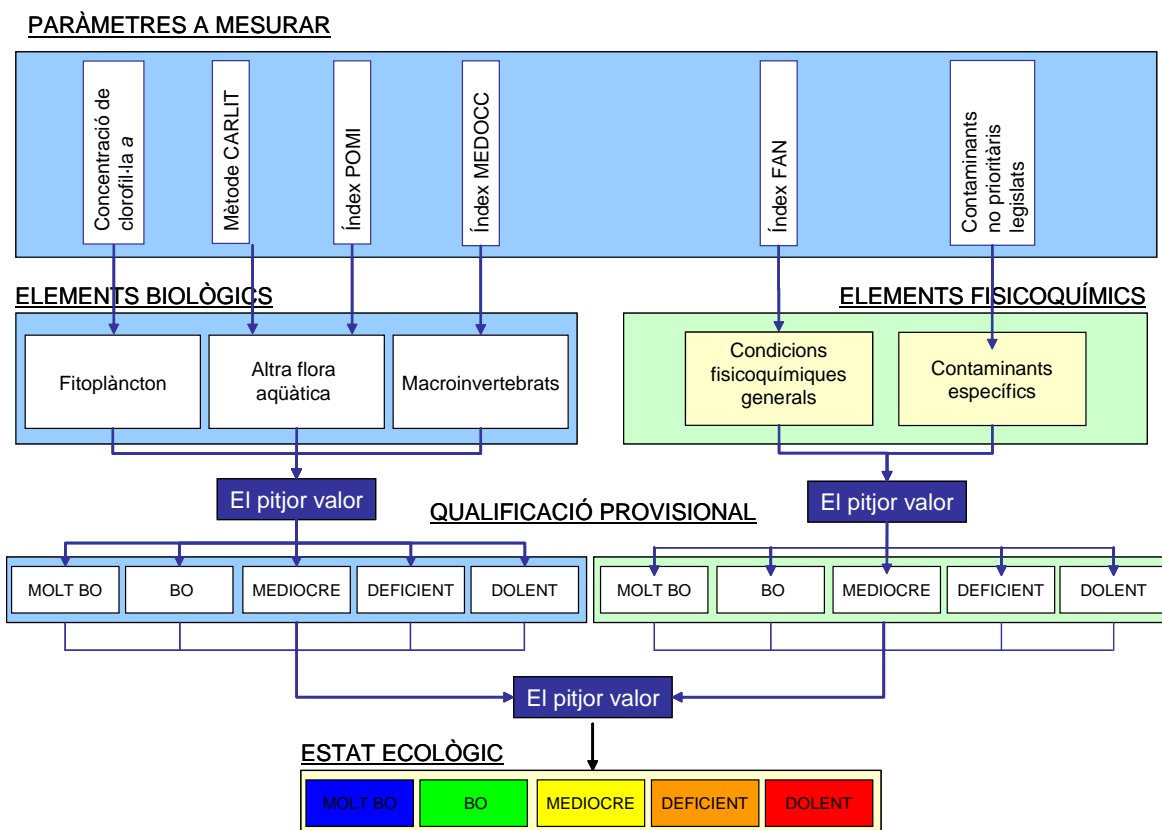 PARÀMETRES A MESURAR
Concentració de
clorofil·la a
Mètode CARLIT
Índex POMI
Índex MEDOCC
Índex FAN
Contaminants
no prioritàris
legislats
ELEMENTS BIOLÒGICS
ELEMENTS FISICOQUÍMICS
Fitoplàncton
Altra flora
aqüàtica
Macroinvertebrats
Condicions
fisicoquímiques
generals
Contaminants
específics
El pitjor valor
El pitjor valor
QUALIFICACIÓ PROVISIONAL
MOLT BO
BO
MEDIOCRE
DEFICIENT
DOLENT
MOLT BO
BO
MEDIOCRE
DEFICIENT
DOLENT
El pitjor valor
ESTAT ECOLÒGIC
MOLT BO
BO
MEDIOCRE
DEFICIENT
DOLENT